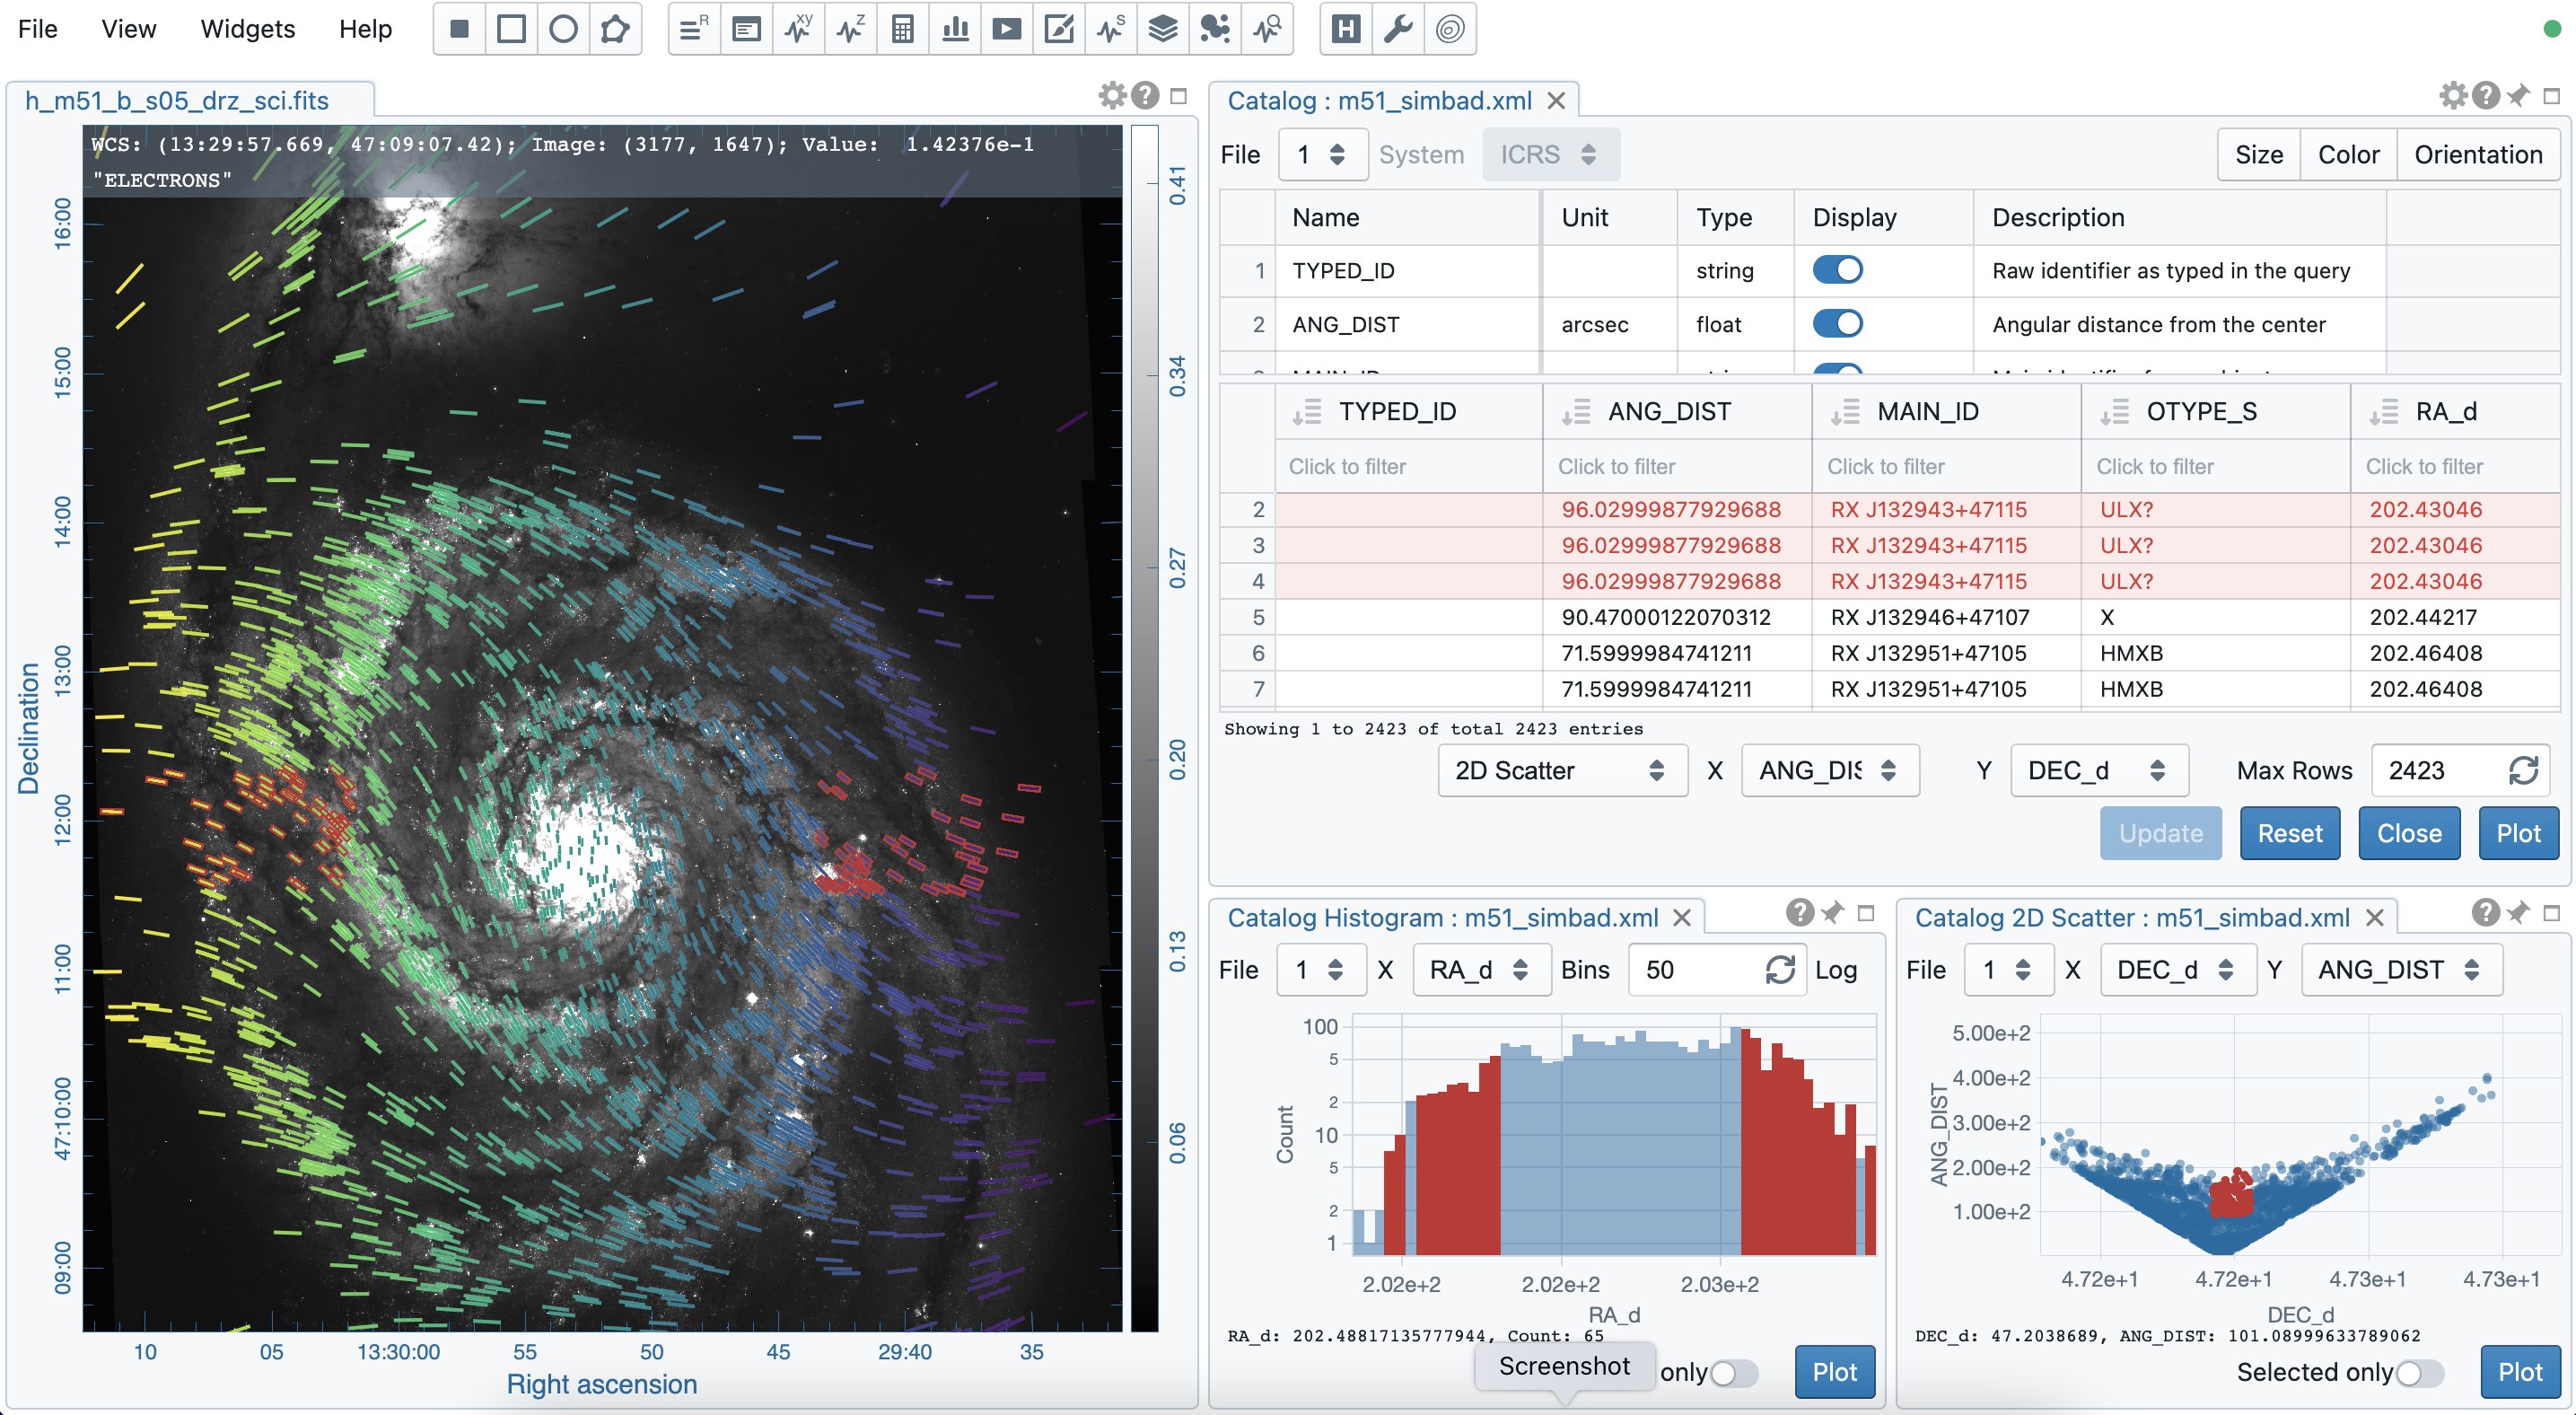 File View Widgets Help
R XY Z S H
h_m51_b_s05_drz_sci.fits
WCS: (13:29:57.669, 47:09:07.42); Image: (3177, 1647); Value: 1.42376e-1
"ELECTRONS"
Declination
16:00
15:00
14:00
13:00
12:00
11:00
47:10:00
09:00
0.41
0.34
0.27
0.20
0.13
0.06
10 05 13:30:00 55 50 45 29:40 35
Right ascension
Catalog : m51_simbad.xml
File 1 System ICRS Size Color Orientation
Name Unit Type Display Description
1 TYPED_ID string Raw identifier as typed in the query
2 ANG_DIST arcsec float Angular distance from the center
TYPED_ID ANG_DIST MAIN_ID OTYPE_S RA_d
Click to filter Click to filter Click to filter Click to filter Click to filter
2 96.02999877929688 RX J132943+47115 ULX? 202.43046
3 96.02999877929688 RX J132943+47115 ULX? 202.43046
4 96.02999877929688 RX J132943+47115 ULX? 202.43046
5 90.47000122070312 RX J132946+47107 X 202.44217
6 71.5999984741211 RX J132951+47105 HMXB 202.46408
7 71.5999984741211 RX J132951+47105 HMXB 202.46408
Showing 1 to 2423 of total 2423 entries
2D Scatter X ANG_DIS Y DEC_d Max Rows 2423
Update Reset Close Plot
Catalog Histogram : m51_simbad.xml
File 1 X RA_d Bins 50 Log
Count
100
5
2
10
5
2
1
2.02e+2 2.02e+2 2.03e+2
RA_d
RA_d: 202.48817135777944, Count: 65
Screenshot only Plot
Catalog 2D Scatter : m51_simbad.xml
File 1 X DEC_d Y ANG_DIST
ANG_DIST
5.00e+2
4.00e+2
3.00e+2
2.00e+2
1.00e+2
4.72e+1 4.72e+1 4.73e+1 4.73e+1
DEC_d
DEC_d: 47.2038689, ANG_DIST: 101.08999633789062
Selected only Plot